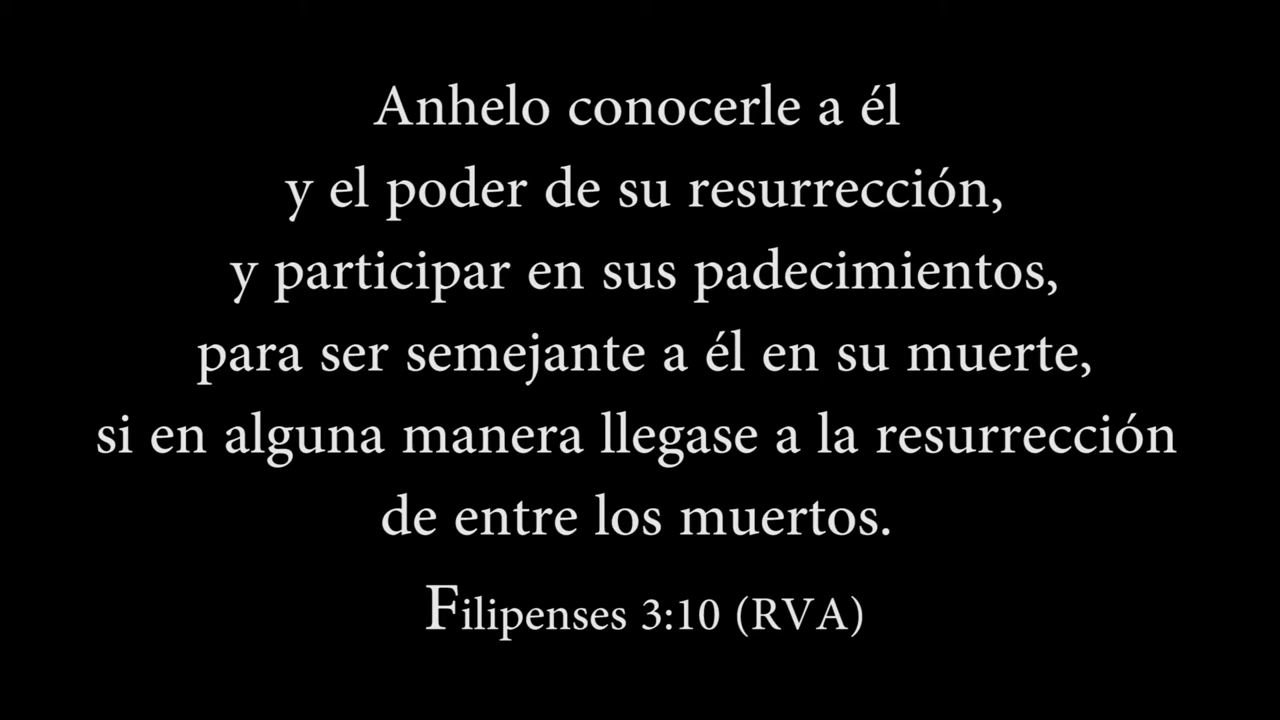 Anhelo conocerle a él
y el poder de su resurrección,
y participar en sus padecimientos,
para ser semejante a él en su muerte,
si en alguna manera llegase a la resurrección
de entre los muertos.
Filipenses 3:10 (RVA)